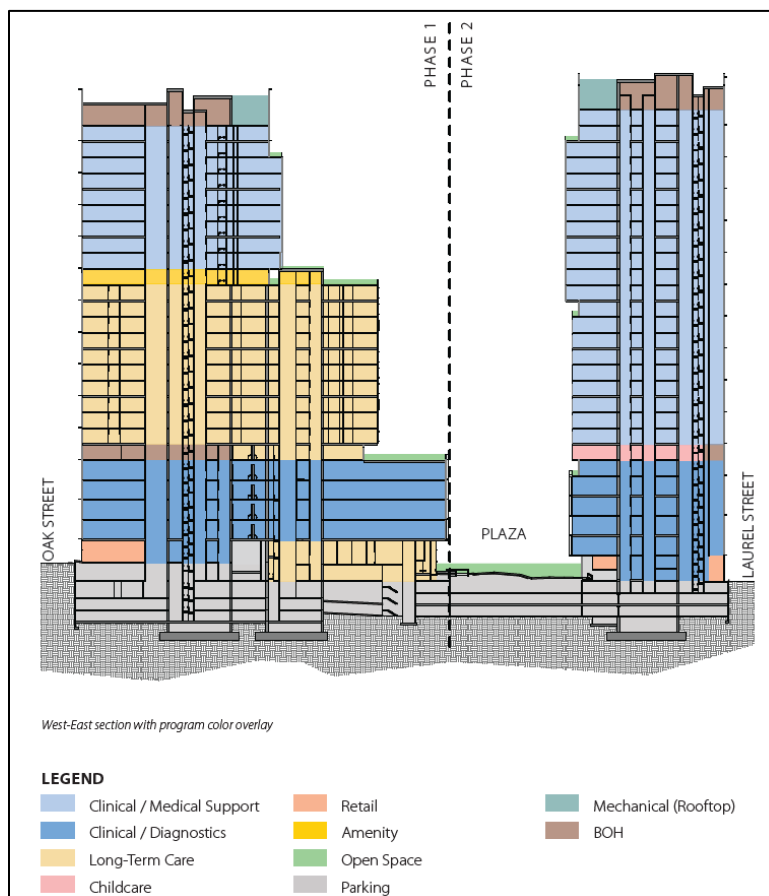 PHASE 1
PHASE 2
OAK STREET
PLAZA
LAUREL STREET
West-East section with program color overlay
LEGEND
Clinical / Medical Support
Clinical / Diagnostics
Long-Term Care
Childcare
Retail
Amenity
Open Space
Parking
Mechanical (Rooftop)
BOH